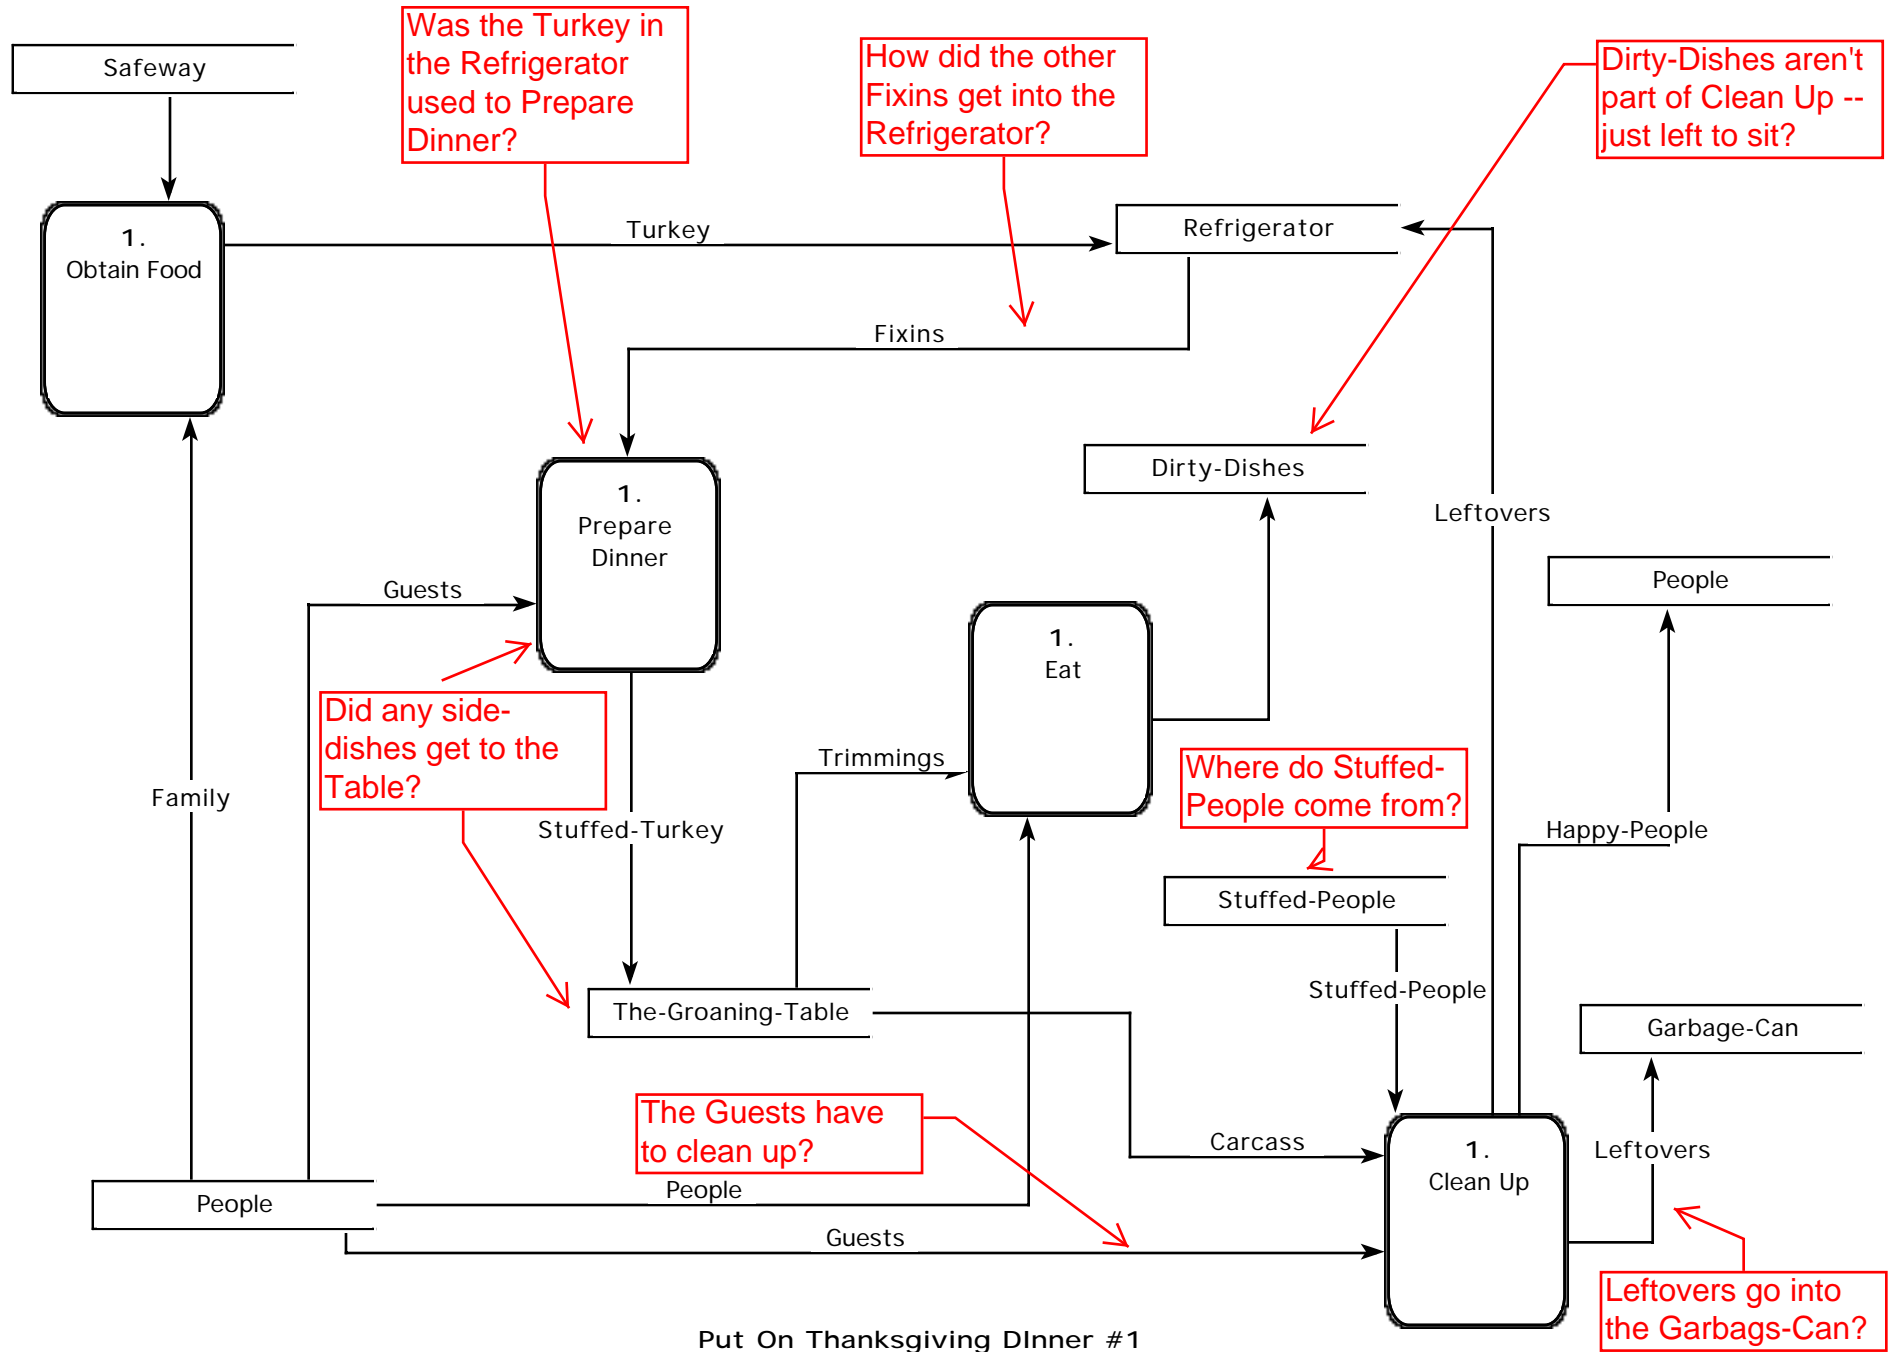 Safeway
Was the Turkey in
the Refrigerator
used to Prepare
Dinner?
How did the other
Fixins get into the
Refrigerator?
Dirty-Dishes aren't
part of Clean Up --
just left to sit?
1.
Obtain Food
Turkey
Refrigerator
Fixins
Dirty-Dishes
Leftovers
1.
Prepare
Dinner
People
Guests
1.
Eat
Did any side-
dishes get to the
Table?
Trimmings
Where do Stuffed-
People come from?
Family
Stuffed-Turkey
Happy-People
Stuffed-People
Stuffed-People
The-Groaning-Table
Garbage-Can
The Guests have
to clean up?
Carcass
1.
Clean Up
Leftovers
People
People
Guests
Leftovers go into
the Garbags-Can?
Put On Thanksgiving DInner #1